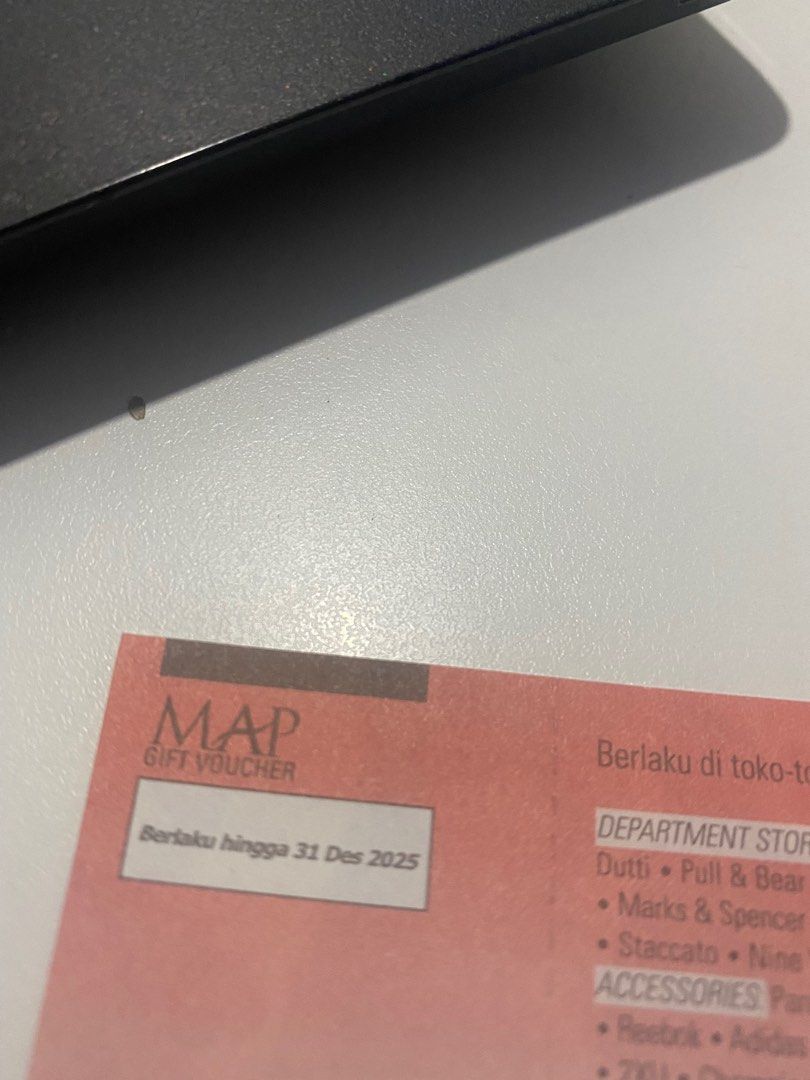 MAP
GIFT VOUCHER
Berlaku hingga 31 Des 2025
Berlaku di toko-to
DEPARTMENT STOR
Dutti • Pull & Bear
• Marks & Spencer
• Staccato • Nine
ACCESSORIES
• Reebok • Adidas
• 2XU •